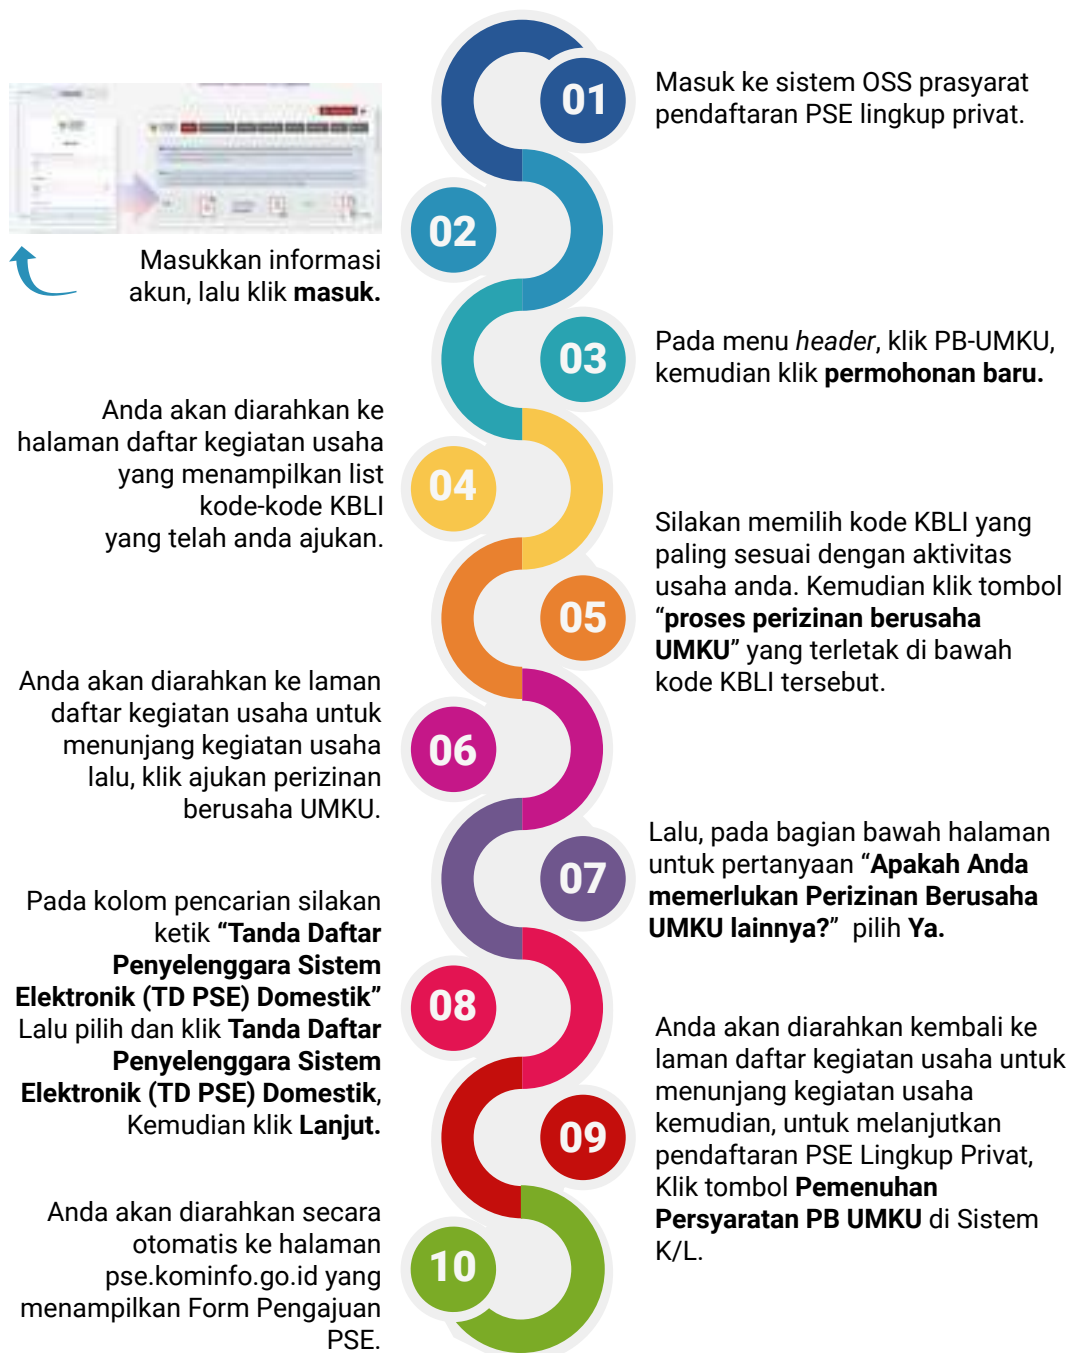 01
Masuk ke sistem OSS prasyarat
pendaftaran PSE lingkup privat.
02
Masukkan informasi
akun, lalu klik masuk.
03
Pada menu header, klik PB-UMKU,
kemudian klik permohonan baru.
04
Anda akan diarahkan ke
halaman daftar kegiatan usaha
yang menampilkan list
kode-kode KBLI
yang telah anda ajukan.
05
Silakan memilih kode KBLI yang
paling sesuai dengan aktivitas
usaha anda. Kemudian klik tombol
“proses perizinan berusaha
UMKU” yang terletak di bawah
kode KBLI tersebut.
06
Anda akan diarahkan ke laman
daftar kegiatan usaha untuk
menunjang kegiatan usaha
lalu, klik ajukan perizinan
berusaha UMKU.
07
Lalu, pada bagian bawah halaman
untuk pertanyaan “Apakah Anda
memerlukan Perizinan Berusaha
UMKU lainnya?” pilih Ya.
08
Pada kolom pencarian silakan
ketik “Tanda Daftar
Penyelenggara Sistem
Elektronik (TD PSE) Domestik”
Lalu pilih dan klik Tanda Daftar
Penyelenggara Sistem
Elektronik (TD PSE) Domestik,
Kemudian klik Lanjut.
09
Anda akan diarahkan kembali ke
laman daftar kegiatan usaha untuk
menunjang kegiatan usaha
kemudian, untuk melanjutkan
pendaftaran PSE Lingkup Privat,
Klik tombol Pemenuhan
Persyaratan PB UMKU di Sistem
K/L.
10
Anda akan diarahkan secara
otomatis ke halaman
pse.kominfo.go.id yang
menampilkan Form Pengajuan
PSE.